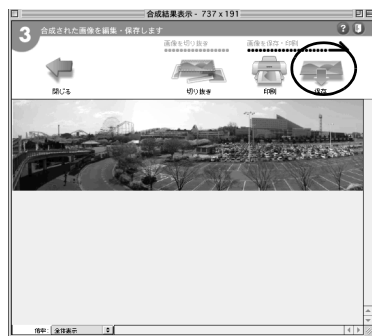 合成結果表示 - 737 x 191
3 合成された画像を編集・保存します ?
画像を切り抜き 画像を保存・印刷
閉じる 切り抜き 印刷 保存
倍率: 全体表示